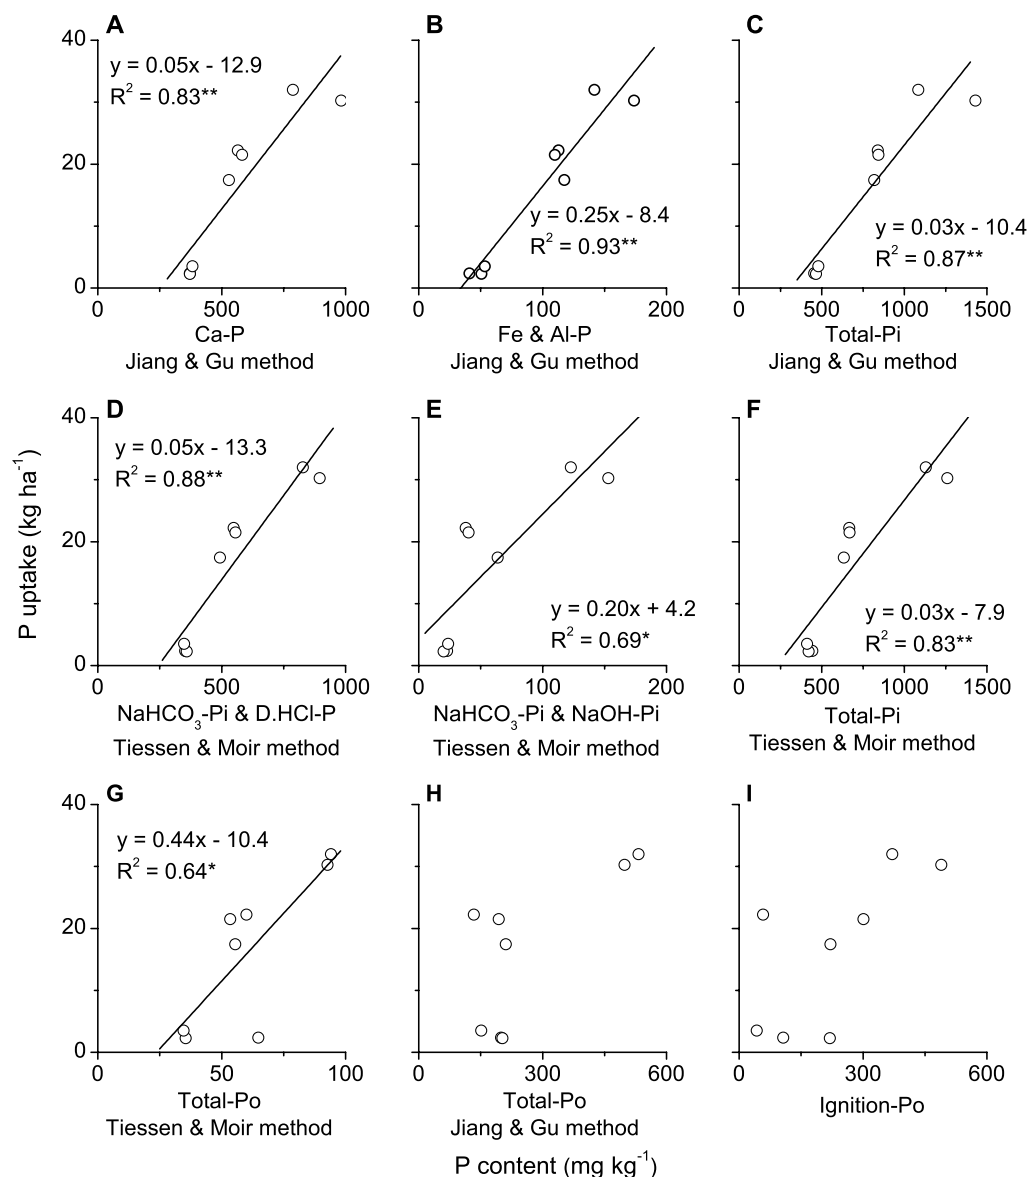 A
40
y = 0.05x - 12.9
R² = 0.83**
20
0
0
500
1000
Ca-P
Jiang & Gu method
B
y = 0.25x - 8.4
R² = 0.93**
0
100
200
Fe & Al-P
Jiang & Gu method
C
y = 0.03x - 10.4
R² = 0.87**
0
500
1000
1500
Total-Pi
Jiang & Gu method
P uptake (kg ha⁻¹)
D
40
y = 0.05x - 13.3
R² = 0.88**
20
0
0
500
1000
NaHCO₃-Pi & D.HCl-P
Tiessen & Moir method
E
y = 0.20x + 4.2
R² = 0.69*
0
100
200
NaHCO₃-Pi & NaOH-Pi
Tiessen & Moir method
F
y = 0.03x - 7.9
R² = 0.83**
0
500
1000
1500
Total-Pi
Tiessen & Moir method
G
40
y = 0.44x - 10.4
R² = 0.64*
20
0
0
50
100
Total-Po
Tiessen & Moir method
H
0
300
600
Total-Po
Jiang & Gu method
I
0
300
600
Ignition-Po
P content (mg kg⁻¹)